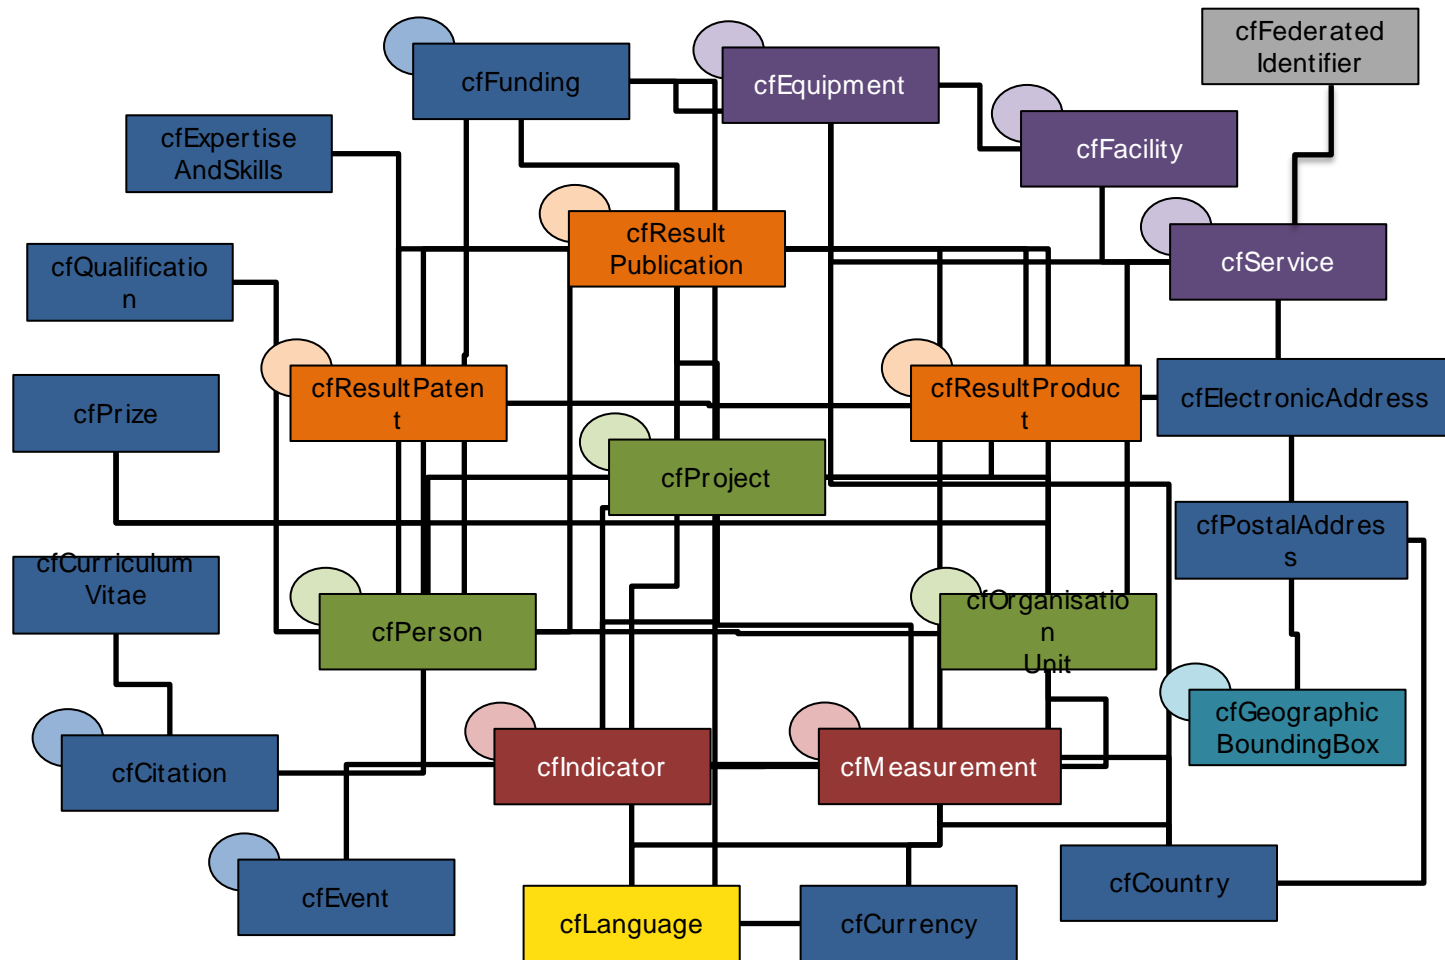 cfFederated
Identifier
cfFunding
cfEquipment
cfExpertise
AndSkills
cfFacility
cfResult
Publication
cfQualificatio
n
cfService
cfResultPaten
t
cfResultProduc
t
cfPrize
cfElectronicAddress
cfProject
cfPostalAddres
s
cfCurriculum
Vitae
cfPerson
cfOrganisatio
n
Unit
cfGeographic
BoundingBox
cfCitation
cfIndicator
cfMeasurement
cfEvent
cfCountry
cfLanguage
cfCurrency